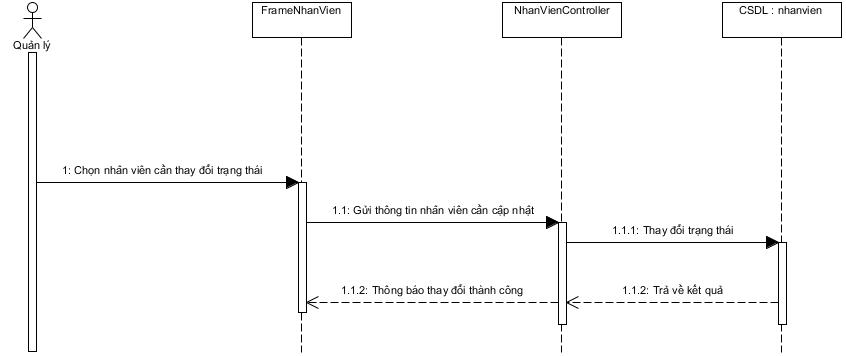 FrameNhanVien
NhanVienController
CSDL : nhanvien
Quản lý
1: Chọn nhân viên cần thay đổi trạng thái
1.1: Gửi thông tin nhân viên cần cập nhật
1.1.1: Thay đổi trạng thái
1.1.2: Thông báo thay đổi thành công
1.1.2: Trả về kết quả